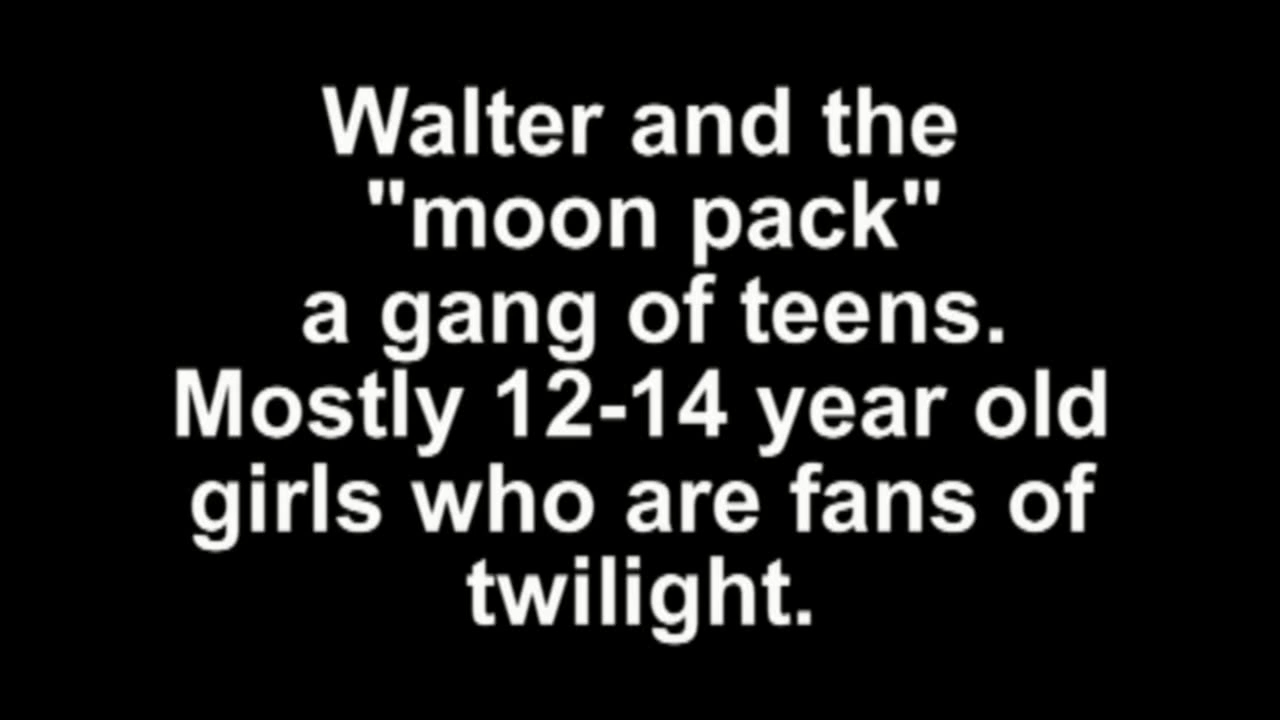 Walter and the
"moon pack"
a gang of teens.
Mostly 12-14 year old
girls who are fans of
twilight.